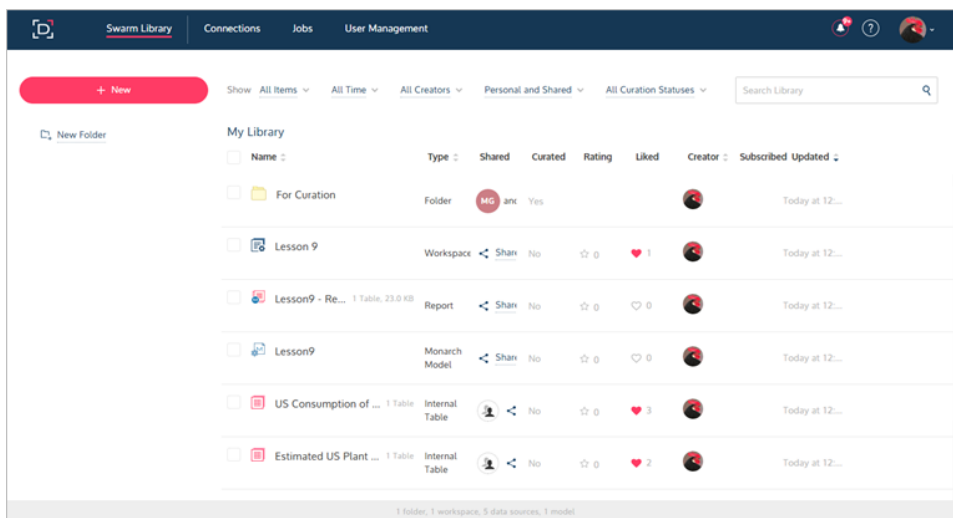 [D] Swarm Library Connections Jobs User Management 9+ ?
+ New Show All Items All Time All Creators Personal and Shared All Curation Statuses Search Library
New Folder
My Library
Name Type Shared Curated Rating Liked Creator Subscribed Updated
For Curation Folder MG and Yes Today at 12:...
Lesson 9 Workspace Share No 0 1 Today at 12:...
Lesson9 - Re... 1 Table, 23.0 KB Report Share No 0 0 Today at 12:...
Lesson9 Monarch Model Share No 0 0 Today at 12:...
US Consumption of ... 1 Table Internal Table No 0 3 Today at 12:...
Estimated US Plant ... 1 Table Internal Table No 0 2 Today at 12:...
1 folder, 1 workspace, 5 data sources, 1 model